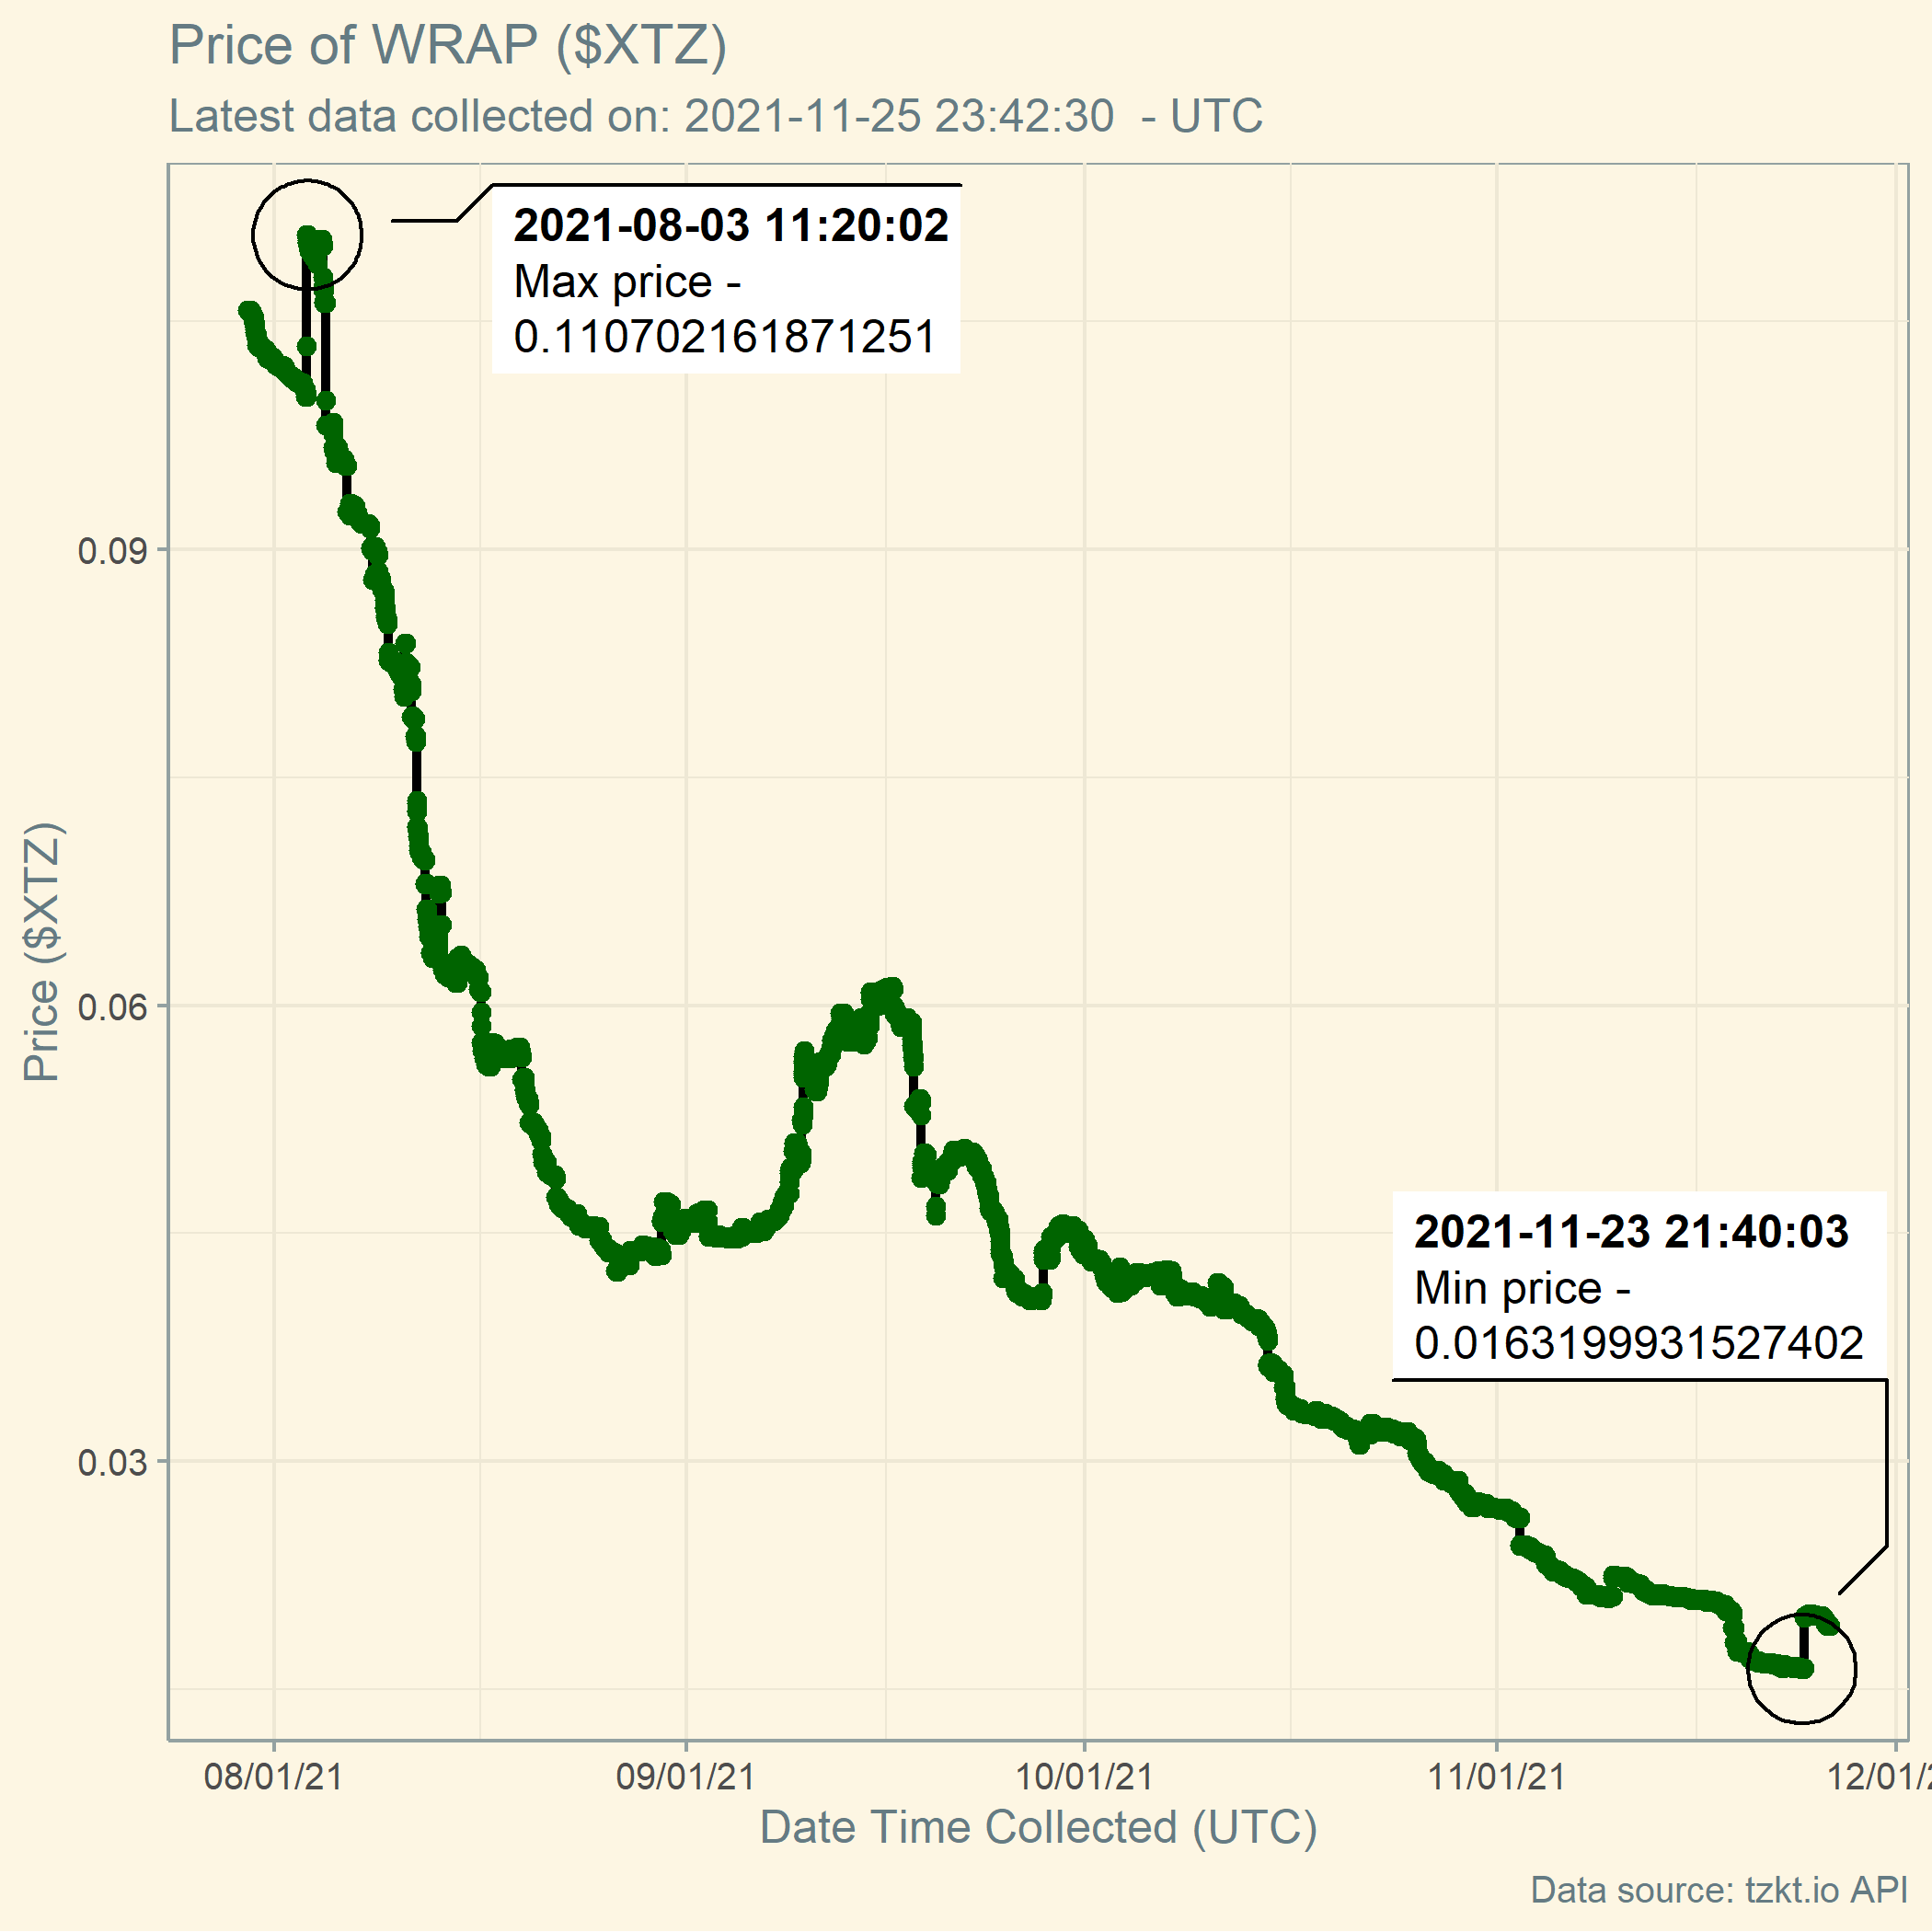 Price of WRAP ($XTZ)
Latest data collected on: 2021-11-25 23:42:30  - UTC
2021-08-03 11:20:02
Max price -
0.110702161871251
0.09
0.06
0.03
Price ($XTZ)
2021-11-23 21:40:03
Min price -
0.0163199931527402
08/01/21 09/01/21 10/01/21 11/01/21 12/01/2
Date Time Collected (UTC)
Data source: tzkt.io API